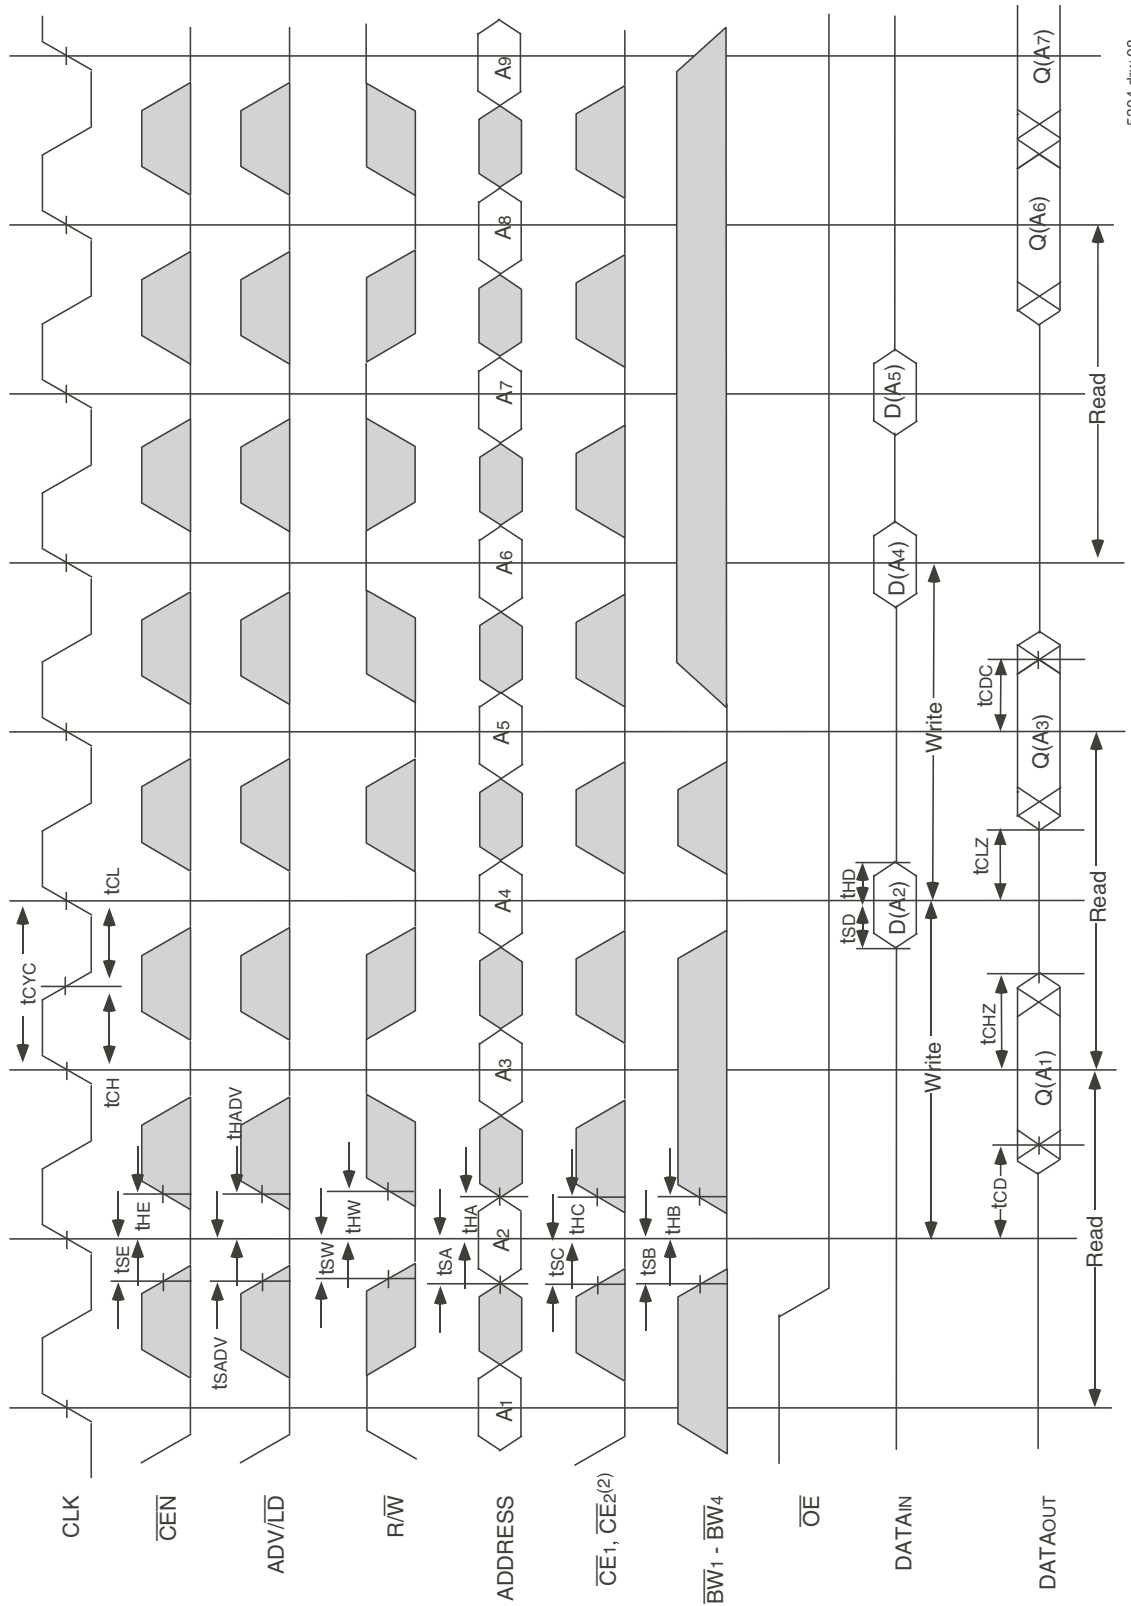 tCYC
CLK
tCH tCL
tSE tHE
CEN
tHADV
tSADV
ADV/LD
tSW tHW
R/W
tSA tHA
ADDRESS A1 A2 A3 A4 A5 A6 A7 A8 A9
tSC tHC
CE1, CE2(2)
tSB tHB
BW1 - BW4
OE
tSD tHD
DATAIN D(A2) D(A4) D(A5)
Write Write
tCD tCHZ tCLZ tCDC
DATAOUT Q(A1) Q(A3) Q(A6) Q(A7)
Read Read Read